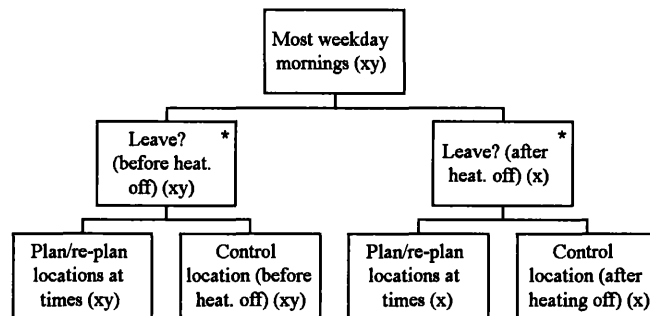 Most weekday
mornings (xy)
Leave? *
(before heat.
off) (xy)
Leave? (after *
heat. off) (x)
Plan/re-plan
locations at
times (xy)
Control
location (before
heat. off) (xy)
Plan/re-plan
locations at
times (x)
Control
location (after
heating off) (x)